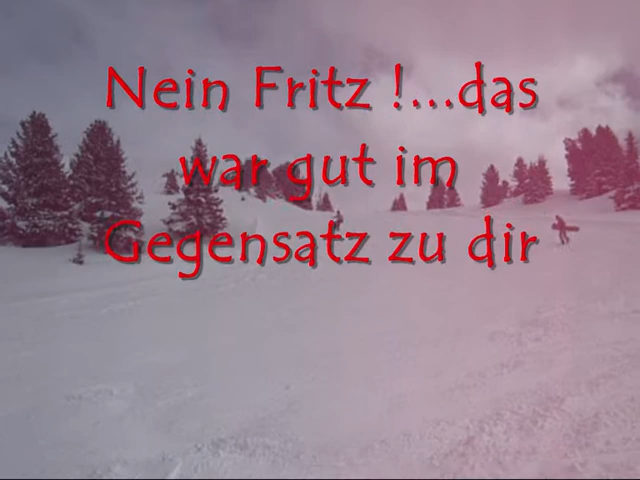 Nein Fritz !...das
war gut im
Gegensatz zu dir